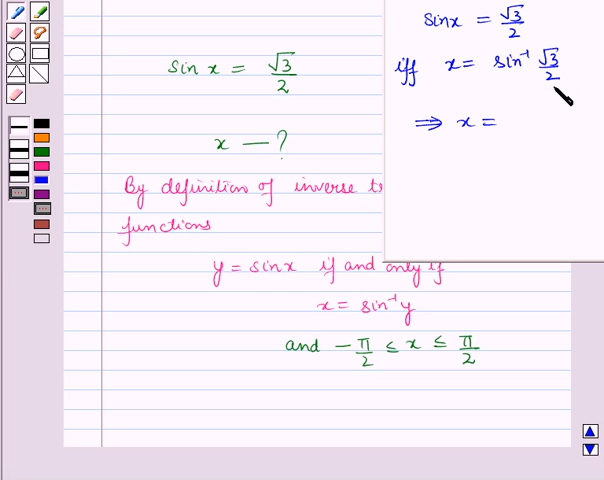 sin x = √3/2
x — ?
By definition of inverse
functions
y = sin x if and only if
x = sin⁻¹y
and -π/2 ≤ x ≤ π/2
sin x = √3/2
iff x = sin⁻¹ √3/2
⇒ x =